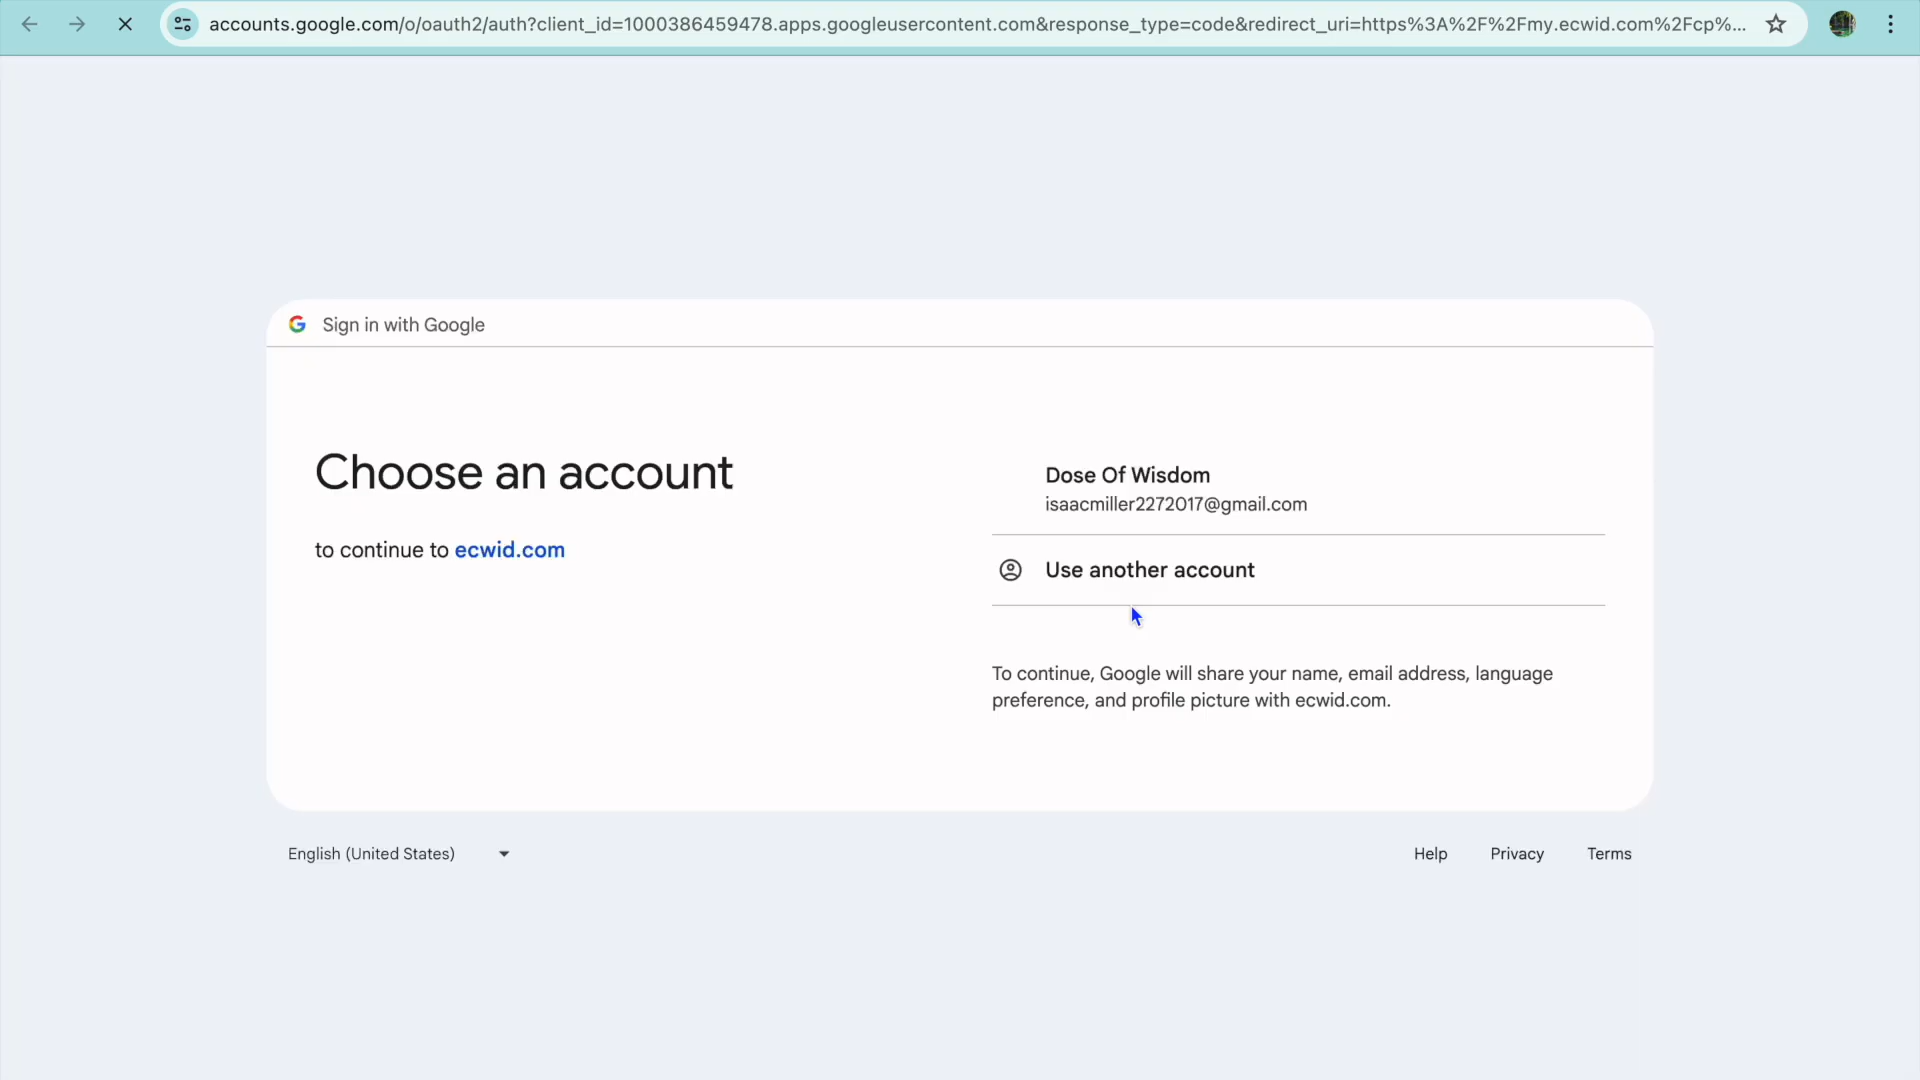 accounts.google.com/o/oauth2/auth?client_id=1000386459478.apps.googleusercontent.com&response_type=code&redirect_uri=https%3A%2F%2Fmy.ecwid.com%2Fcp%...
Sign in with Google
Choose an account
to continue to ecwid.com
Dose Of Wisdom
isaacmiller2272017@gmail.com
Use another account
To continue, Google will share your name, email address, language
preference, and profile picture with ecwid.com.
English (United States)
Help Privacy Terms